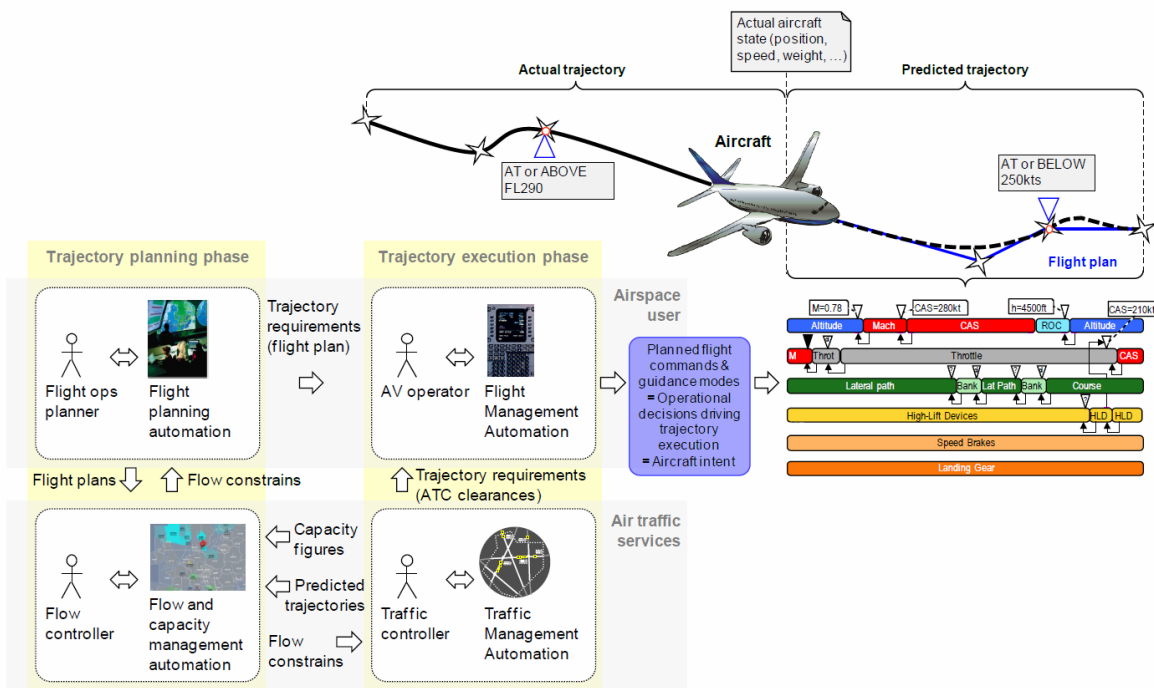 Actual aircraft
state (position,
speed, weight, …)
Actual trajectory
Predicted trajectory
Aircraft
AT or ABOVE
FL290
AT or BELOW
250kts
Flight plan
Trajectory planning phase
Trajectory execution phase
Airspace
user
Flight ops
planner
Flight
planning
automation
Trajectory
requirements
(flight plan)
AV operator
Flight
Management
Automation
Planned flight
commands &
guidance modes
= Operational
decisions driving
trajectory
execution
= Aircraft intent
M=0.78
CAS=280kt
h=4500ft
CAS=210kt
Altitude
Mach
CAS
ROC
Altitude
M
Throt
Throttle
CAS
Lateral path
Bank
Lat Path
Bank
Course
High-Lift Devices
HLD
HLD
Speed Brakes
Landing Gear
Flight plans
Flow constrains
Trajectory requirements
(ATC clearances)
Air traffic
services
Flow
controller
Flow and
capacity
management
automation
Capacity
figures
Predicted
trajectories
Flow
constrains
Traffic
controller
Traffic
Management
Automation